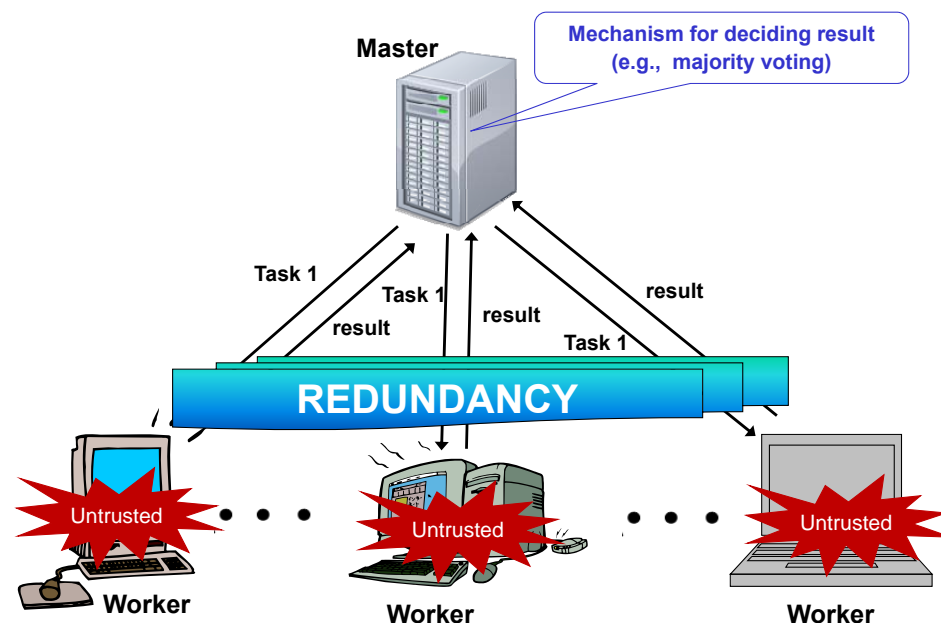 Mechanism for deciding result
(e.g., majority voting)
Master
Task 1
Task 1
result
result
result
Task 1
REDUNDANCY
Untrusted
Untrusted
Untrusted
Worker
Worker
Worker